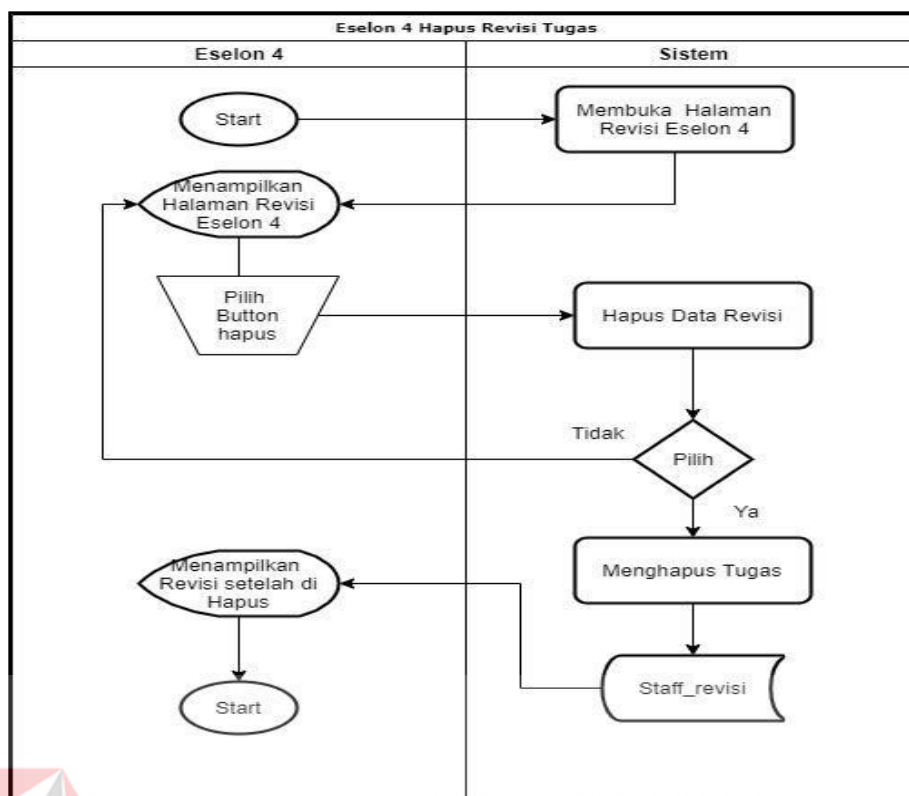 Eselon 4 Hapus Revisi Tugas
Eselon 4
Sistem
Start
Membuka Halaman
Revisi Eselon 4
Menampilkan
Halaman Revisi
Eselon 4
Pilih
Button
hapus
Hapus Data Revisi
Tidak
Pilih
Ya
Menampilkan
Revisi setelah di
Hapus
Menghapus Tugas
Start
Staff_revisi